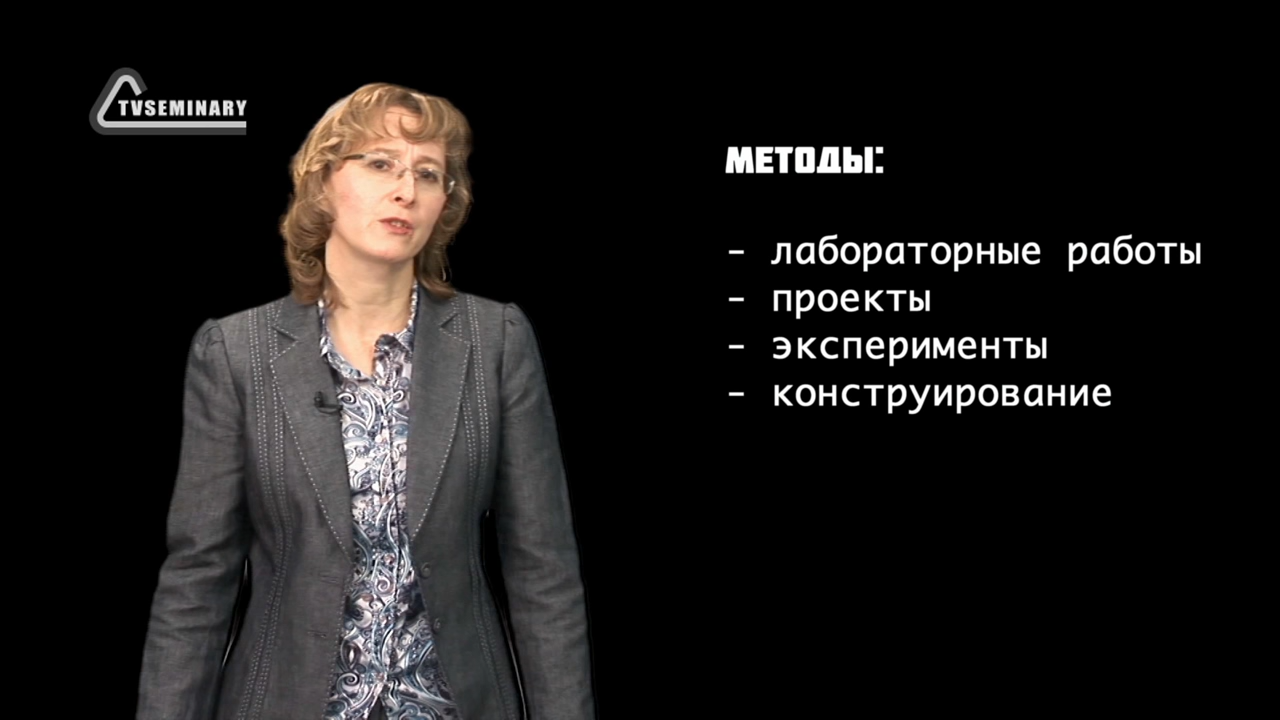 TVSEMINARY
МЕТОДЫ:
- лабораторные работы
- проекты
- эксперименты
- конструирование